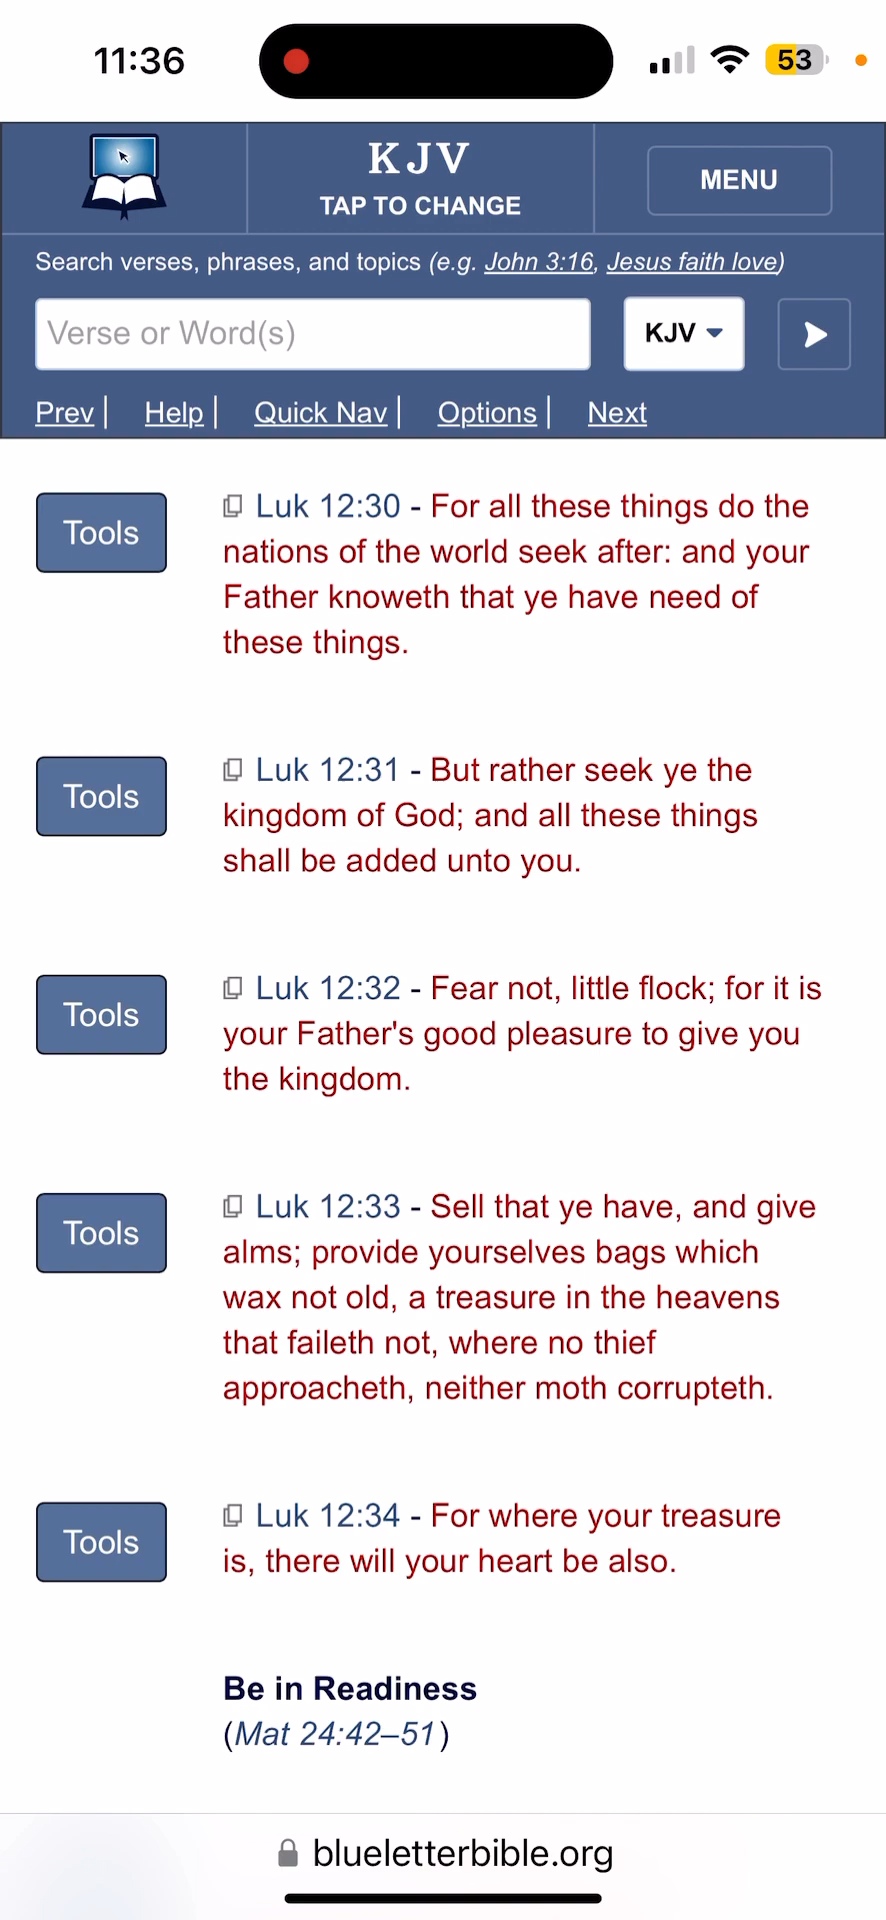 11:36
53
KJV
TAP TO CHANGE
MENU
Search verses, phrases, and topics (e.g. John 3:16, Jesus faith love)
Verse or Word(s)
KJV
Prev | Help | Quick Nav | Options | Next
Tools
Luk 12:30 - For all these things do the
nations of the world seek after: and your
Father knoweth that ye have need of
these things.
Tools
Luk 12:31 - But rather seek ye the
kingdom of God; and all these things
shall be added unto you.
Tools
Luk 12:32 - Fear not, little flock; for it is
your Father's good pleasure to give you
the kingdom.
Tools
Luk 12:33 - Sell that ye have, and give
alms; provide yourselves bags which
wax not old, a treasure in the heavens
that faileth not, where no thief
approacheth, neither moth corrupteth.
Tools
Luk 12:34 - For where your treasure
is, there will your heart be also.
Be in Readiness
(Mat 24:42–51)
blueletterbible.org